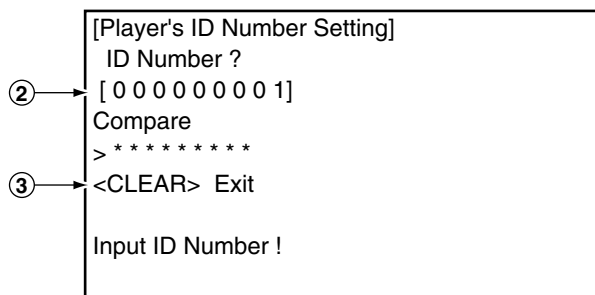 [Player's ID Number Setting]
ID Number ?
② [ 0 0 0 0 0 0 0 0 1]
Compare
> * * * * * * * * *
③ <CLEAR> Exit
Input ID Number !